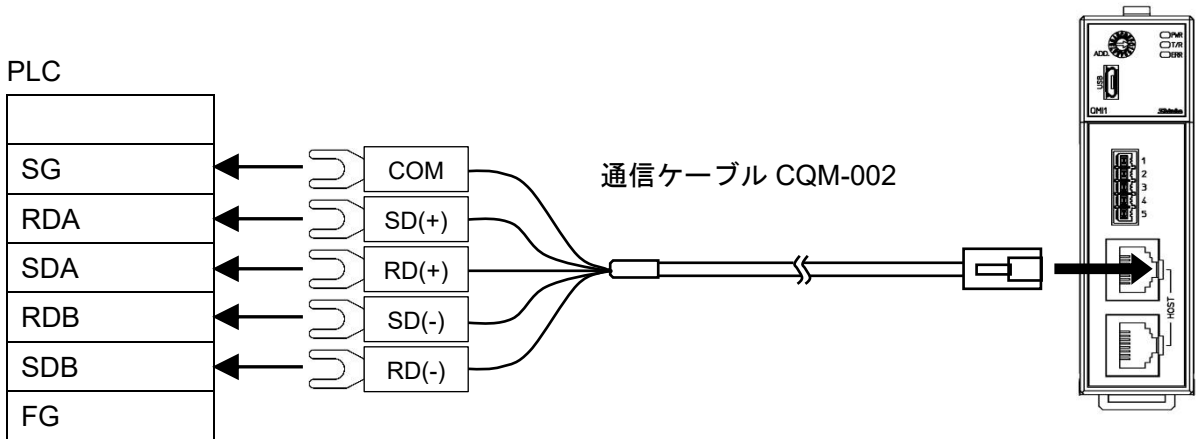 PLC
SG
RDA
SDA
RDB
SDB
FG
COM
SD(+)
RD(+)
SD(-)
RD(-)
通信ケーブル CQM-002
ADD.
PWR
T/R
ERR
USB
QMI1
Shinko
1
2
3
4
5
HOST